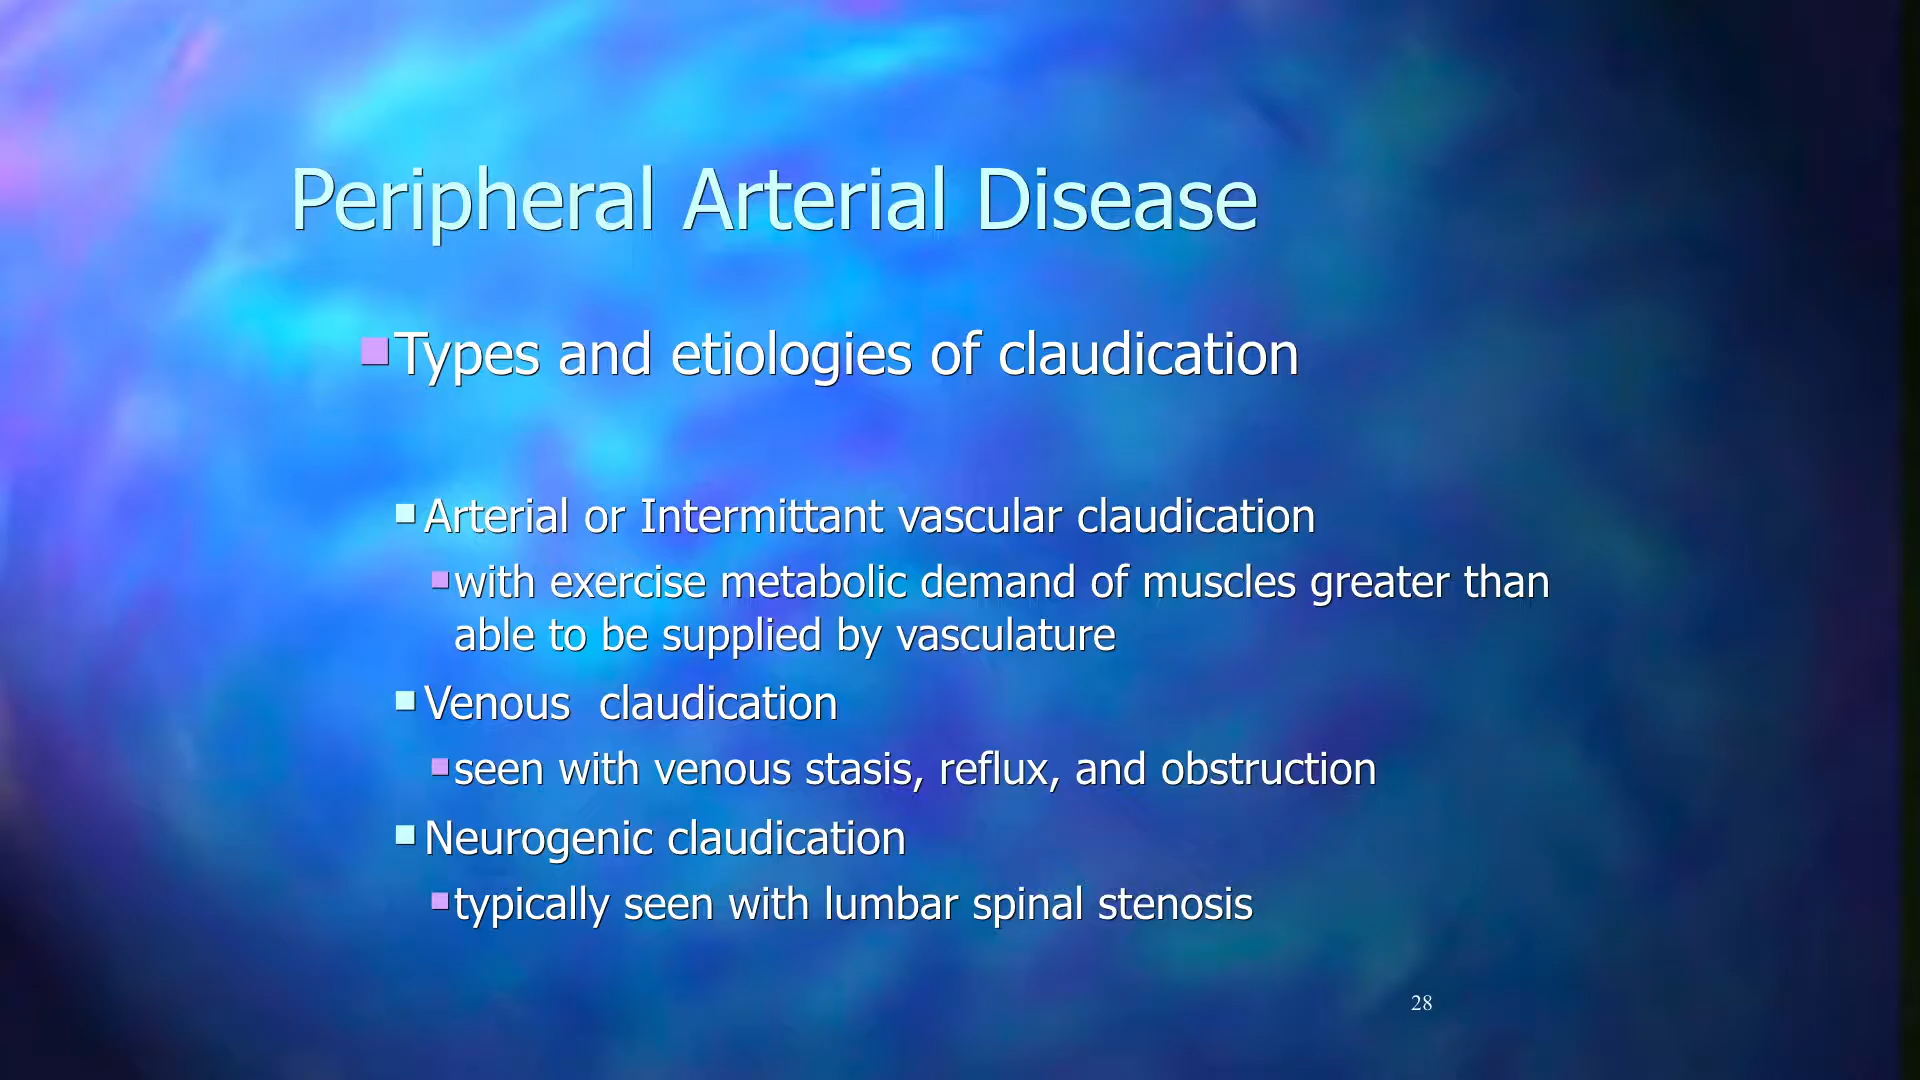 Peripheral Arterial Disease
Types and etiologies of claudication
Arterial or Intermittant vascular claudication
with exercise metabolic demand of muscles greater than
able to be supplied by vasculature
Venous  claudication
seen with venous stasis, reflux, and obstruction
Neurogenic claudication
typically seen with lumbar spinal stenosis
28